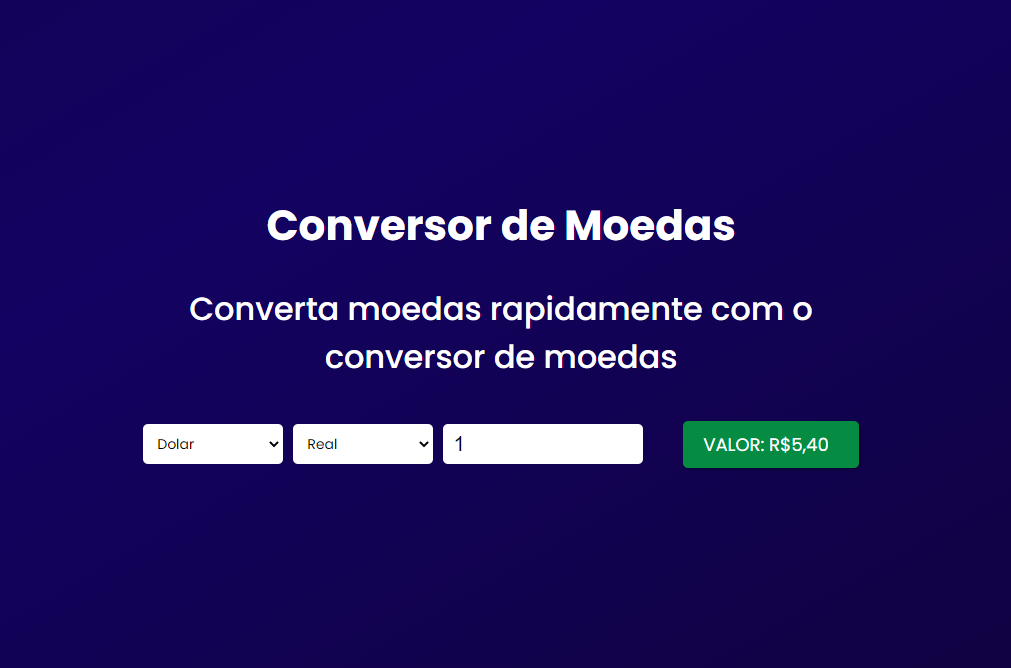 Conversor de Moedas
Converta moedas rapidamente com o
conversor de moedas
Dolar Real 1 VALOR: R$5,40